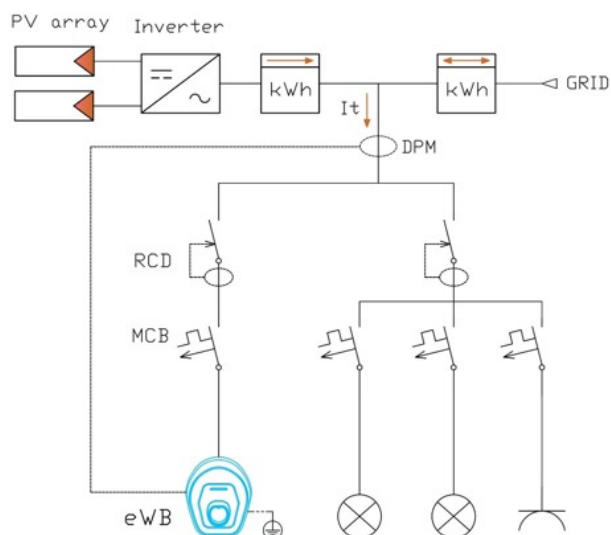 PV array
Inverter
kWh
kWh
GRID
It
DPM
RCD
MCB
eWB